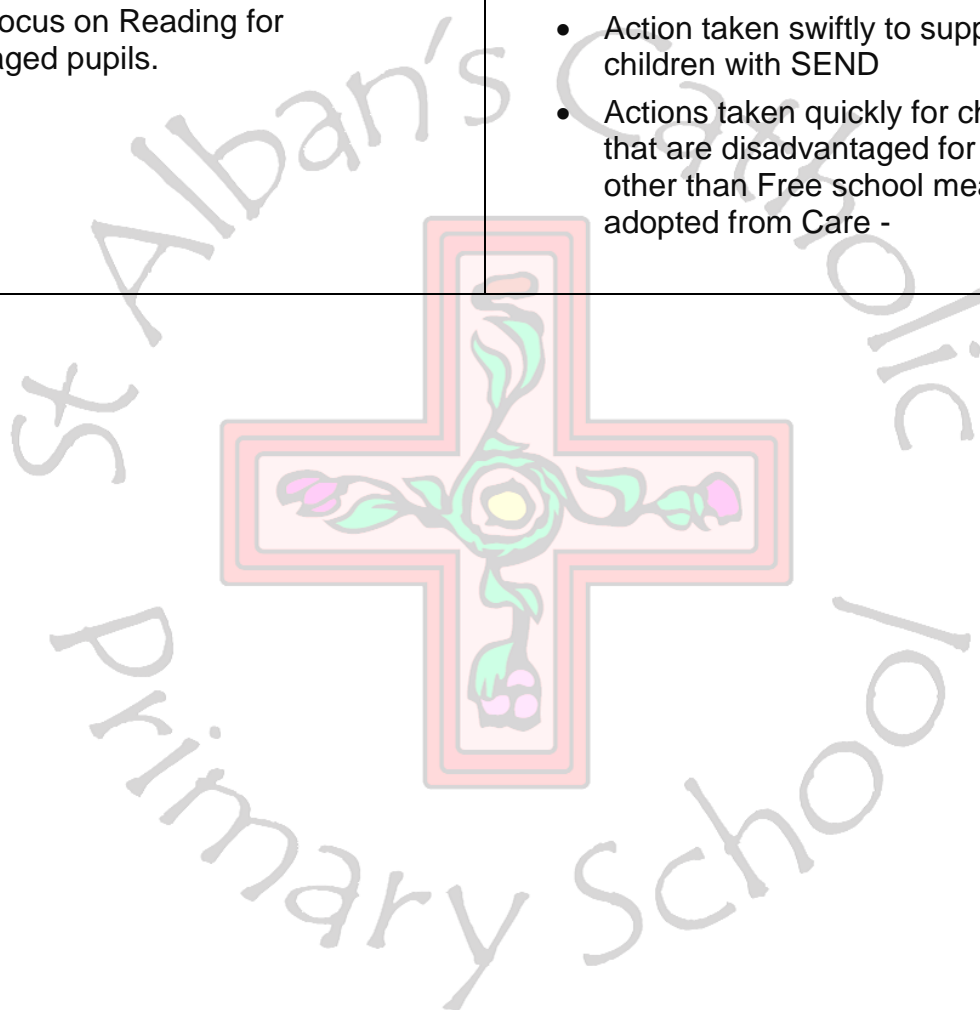 ocus on Reading for
aged pupils.
• Action taken swiftly to supp
children with SEND
• Actions taken quickly for ch
that are disadvantaged for
other than Free school mea
adopted from Care -
St Alban's Catholic
Primary School